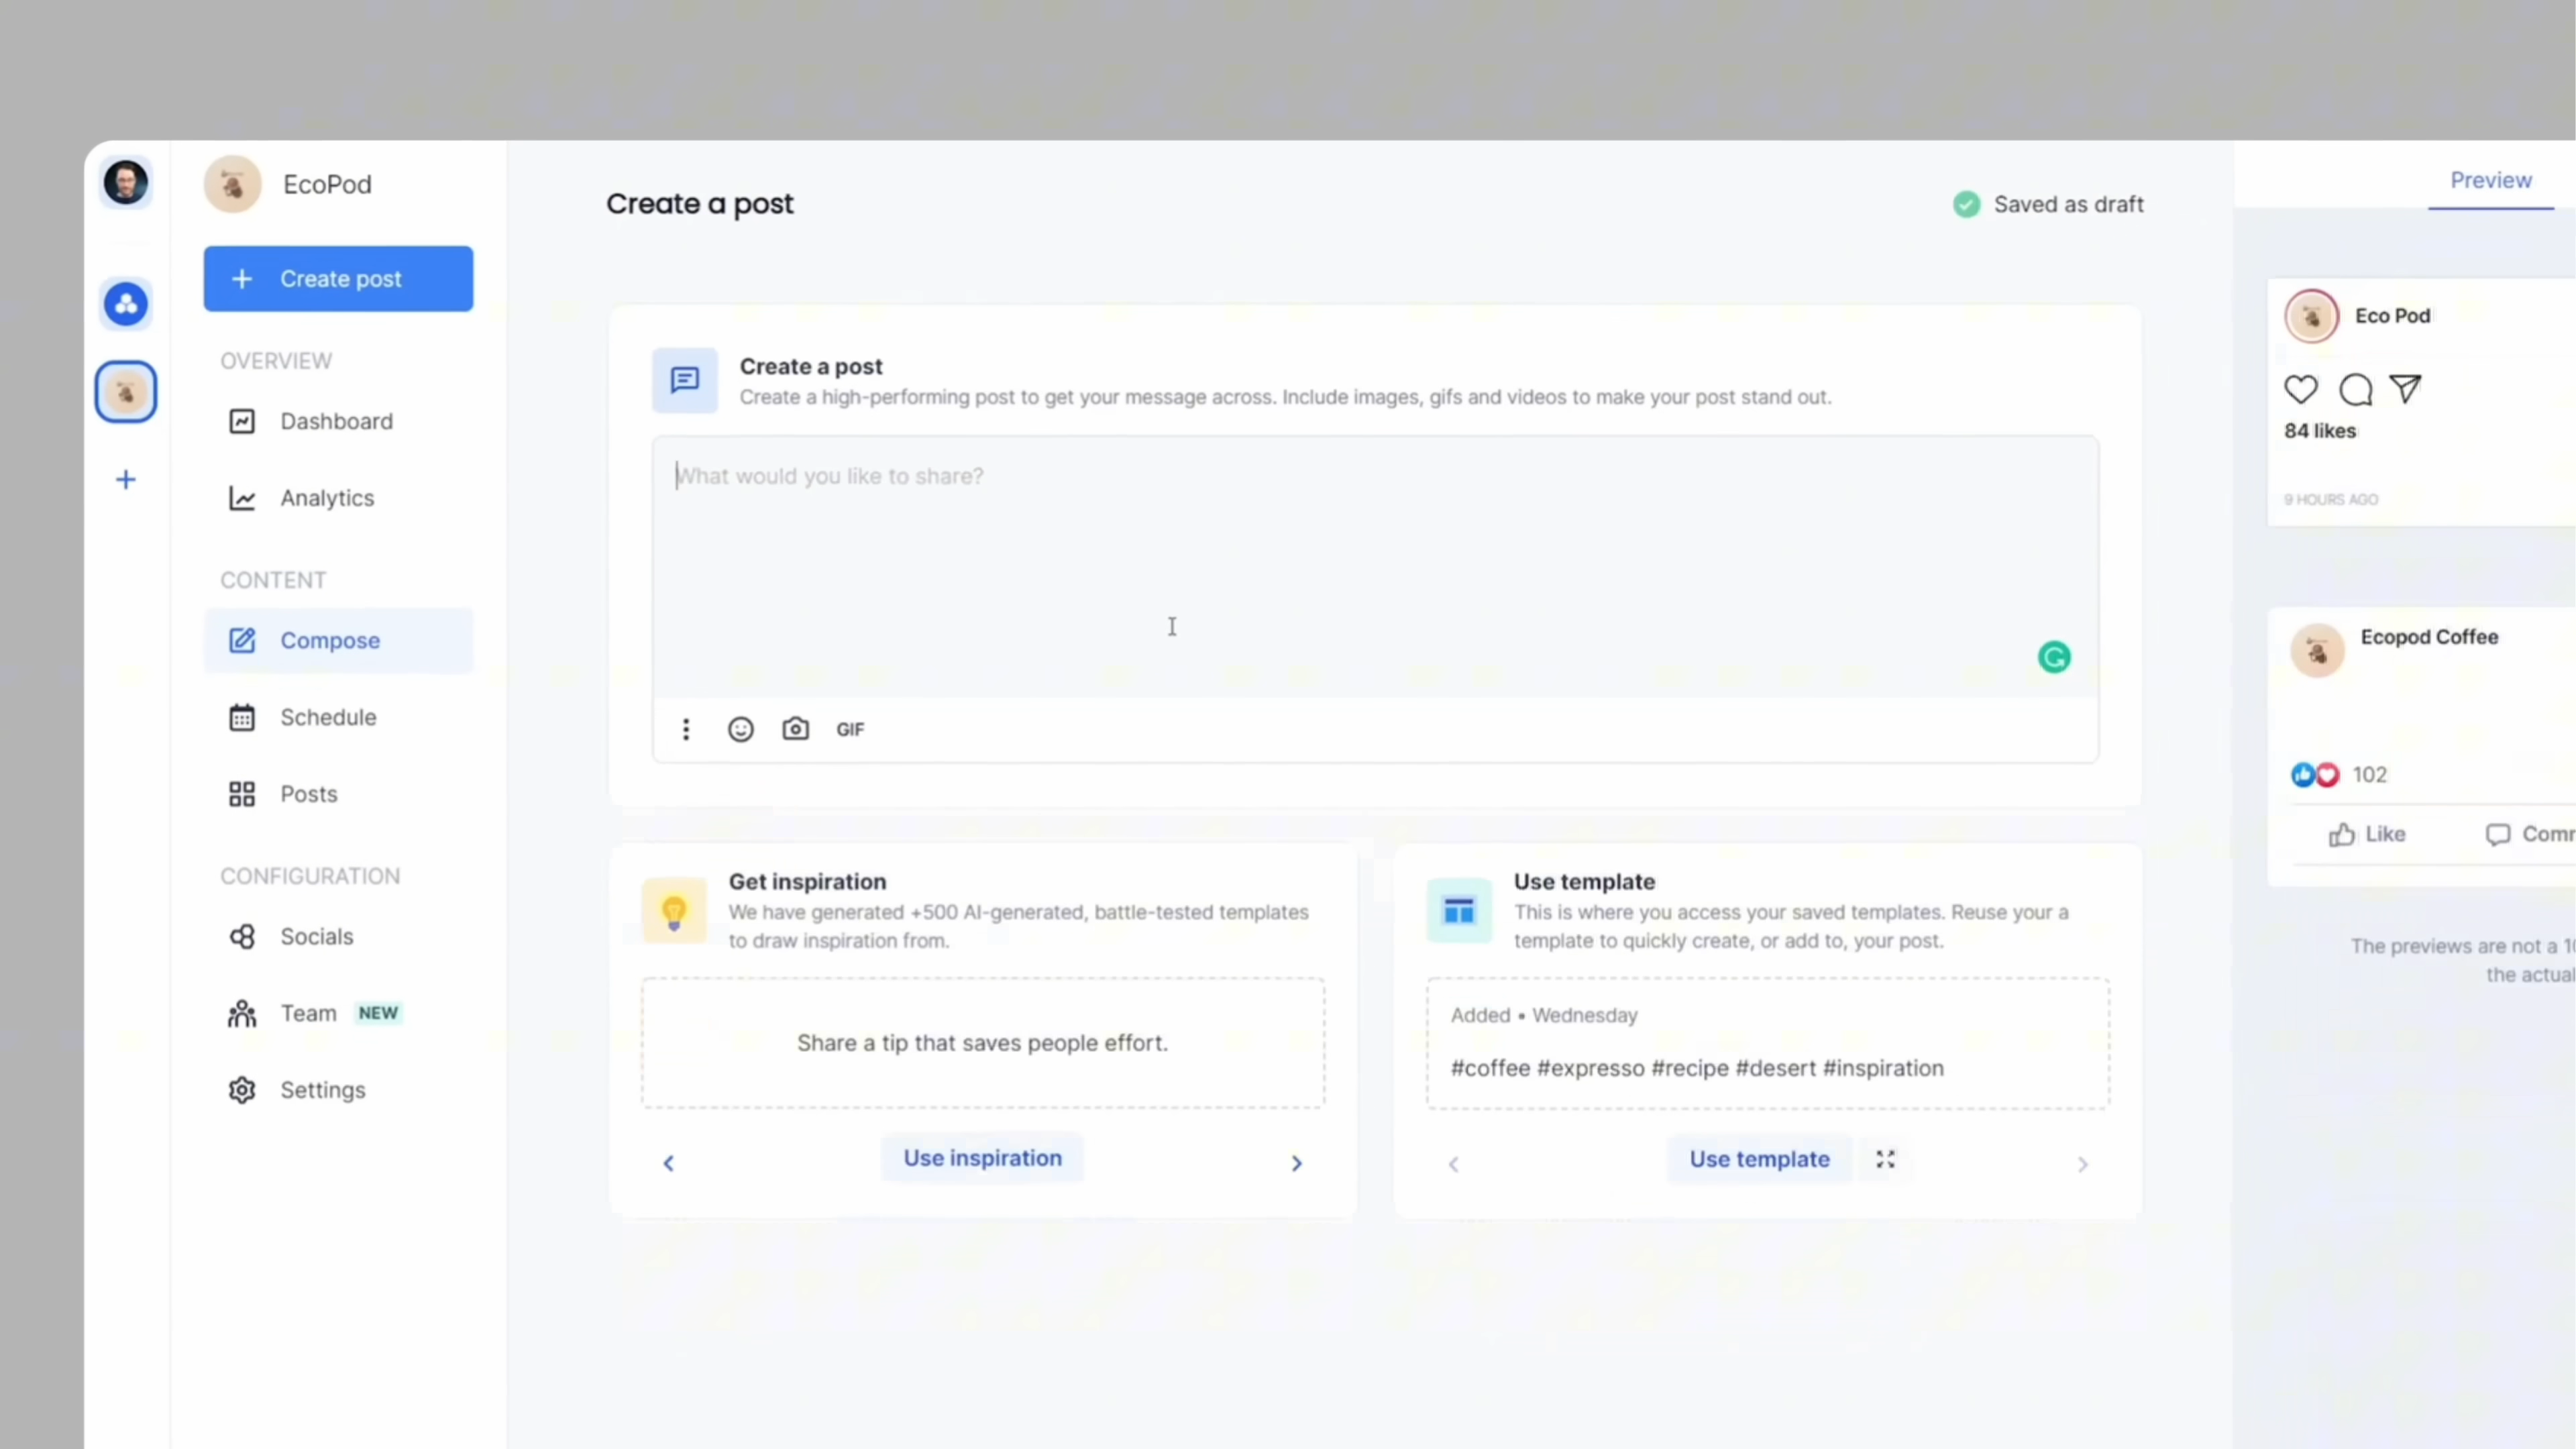 EcoPod
Create post
OVERVIEW
Dashboard
Analytics
CONTENT
Compose
Schedule
Posts
CONFIGURATION
Socials
Team NEW
Settings
Create a post
Saved as draft
Create a post
Create a high-performing post to get your message across. Include images, gifs and videos to make your post stand out.
What would you like to share?
GIF
Get inspiration
We have generated +500 AI-generated, battle-tested templates
to draw inspiration from.
Share a tip that saves people effort.
Use inspiration
Use template
This is where you access your saved templates. Reuse your a
template to quickly create, or add to, your post.
Added • Wednesday
#coffee #expresso #recipe #desert #inspiration
Use template
Preview
Eco Pod
84 likes
9 HOURS AGO
Ecopod Coffee
102
Like
The previews are not a
the actual